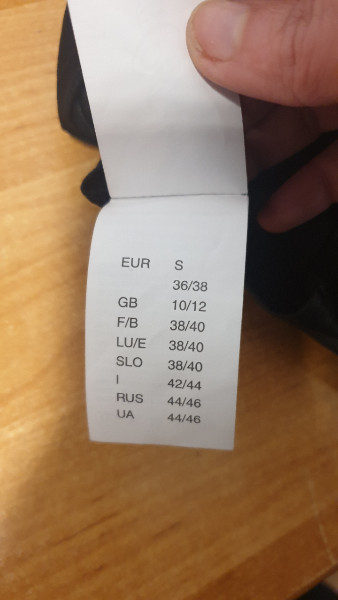 EUR S
36/38
GB 10/12
F/B 38/40
LU/E 38/40
SLO 38/40
I 42/44
RUS 44/46
UA 44/46